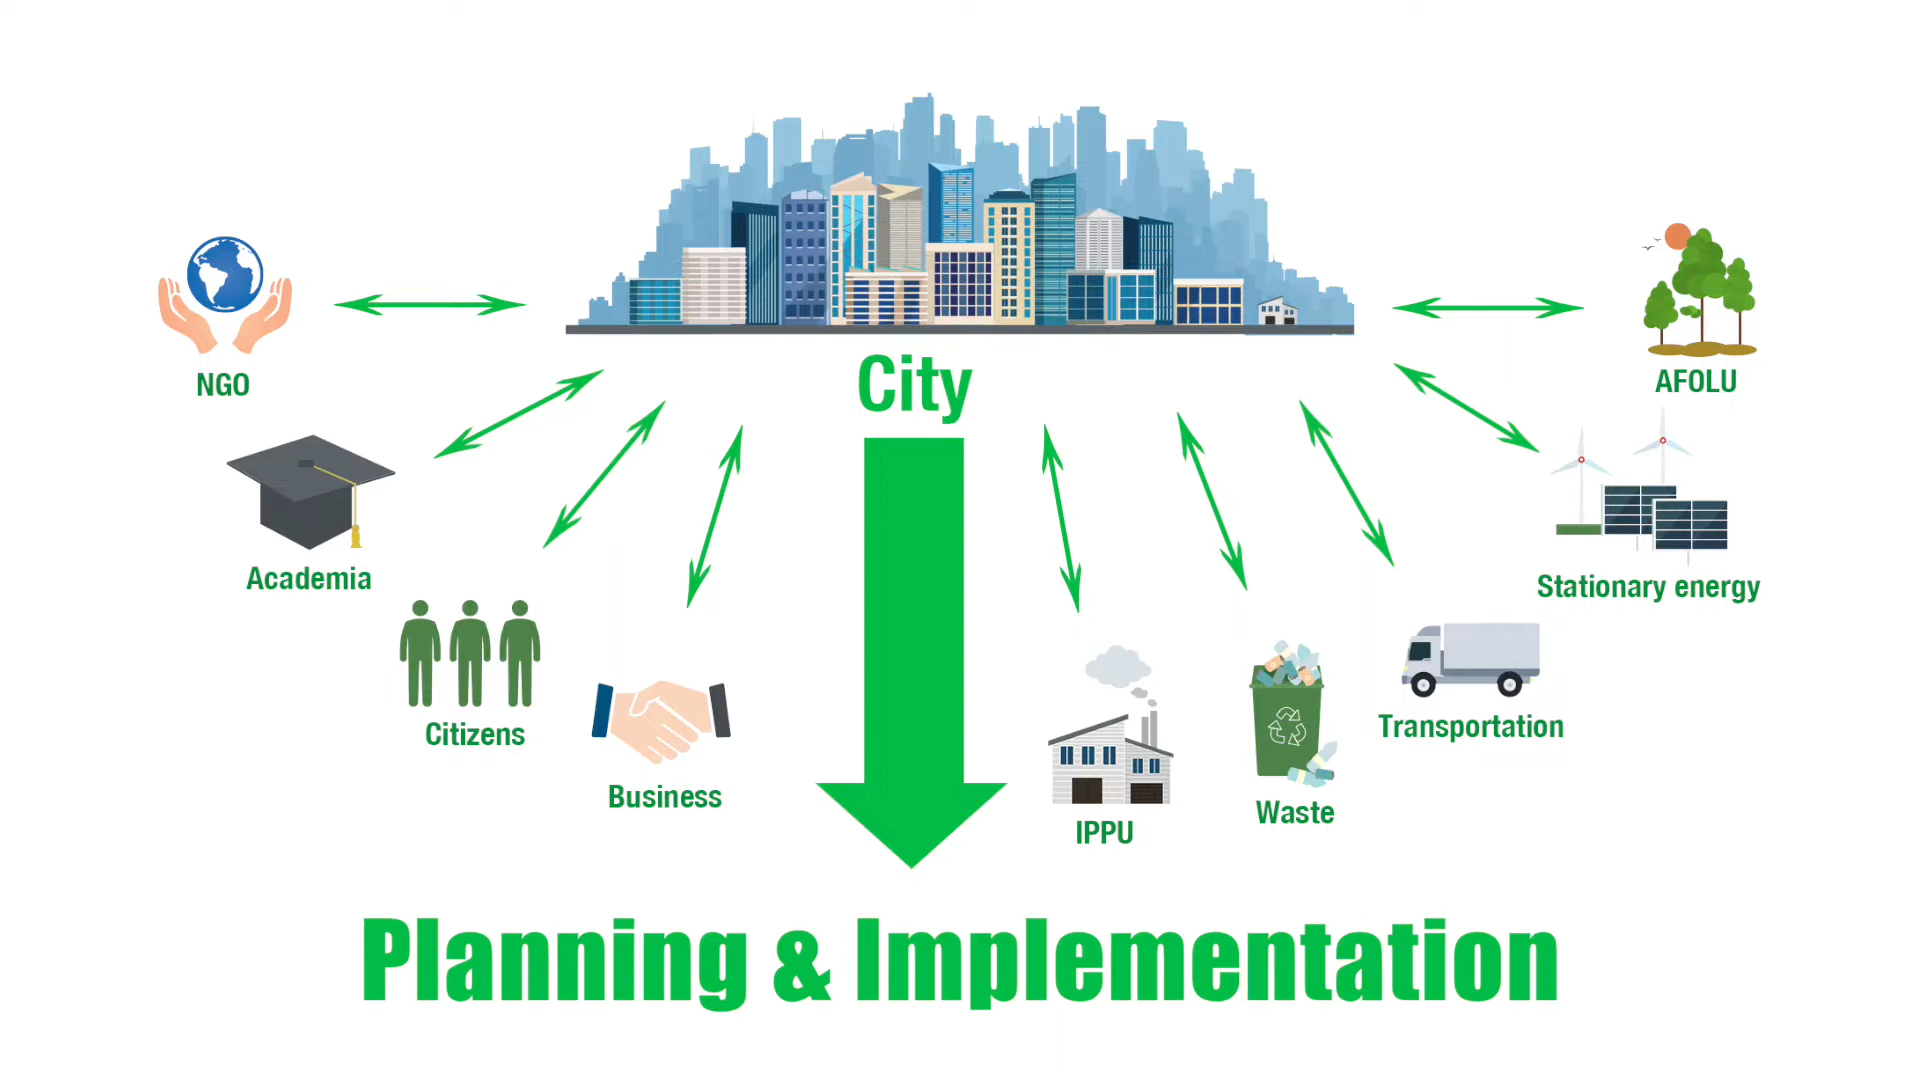 City
NGO
AFOLU
Academia
Stationary energy
Citizens
Transportation
Business
Waste
IPPU
Planning & Implementation